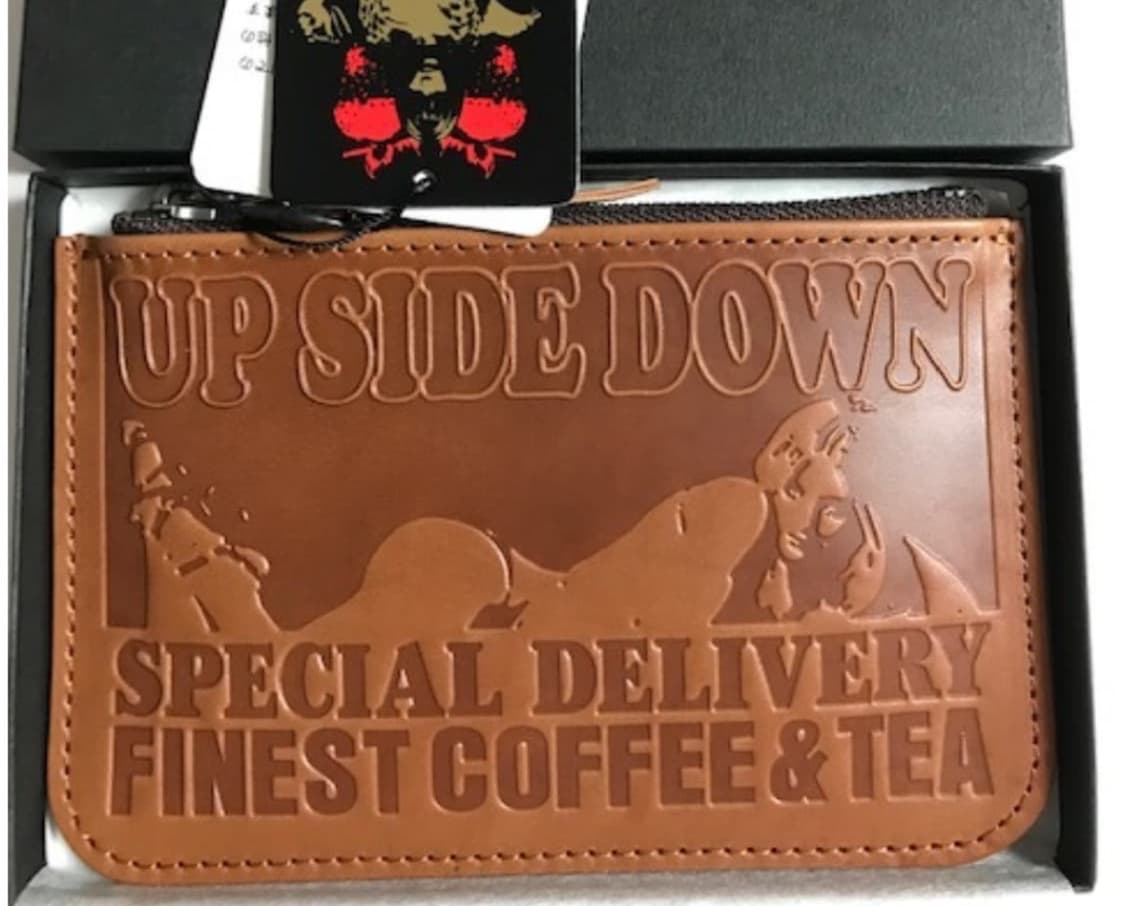 UP SIDE DOWN
SPECIAL DELIVERY
FINEST COFFEE & TEA